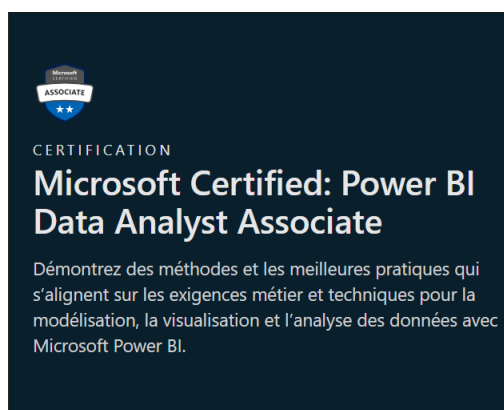 Microsoft
CERTIFIED
ASSOCIATE
CERTIFICATION
Microsoft Certified: Power BI
Data Analyst Associate
Démontrez des méthodes et les meilleures pratiques qui
s’alignent sur les exigences métier et techniques pour la
modélisation, la visualisation et l’analyse des données avec
Microsoft Power BI.